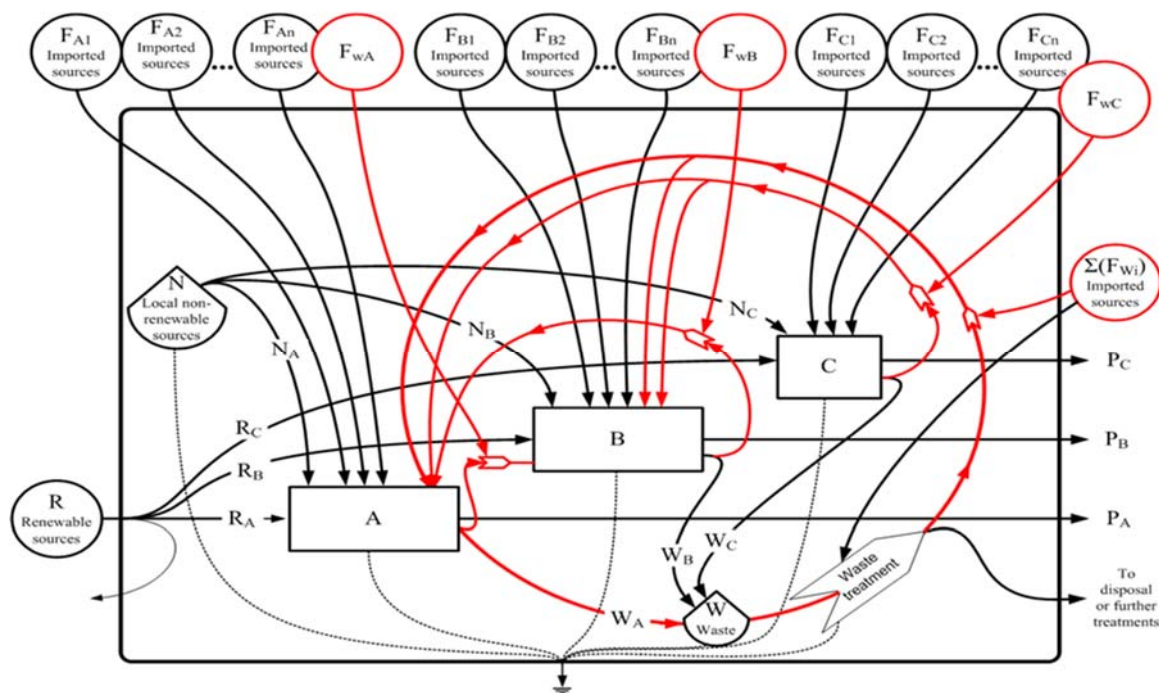 FA1
Imported
sources
FA2
Imported
sources
...
FAn
Imported
sources
FwA
FB1
Imported
sources
FB2
Imported
sources
...
FBn
Imported
sources
FwB
FC1
Imported
sources
FC2
Imported
sources
...
FCn
Imported
sources
FwC
Σ(FWi)
Imported
sources
N
Local non-
renewable
sources
NA
NB
NC
C
PC
RC
B
PB
RB
R
Renewable
sources
RA
A
PA
WB
WC
Waste
treatment
WA
W
Waste
To
disposal
or further
treatments